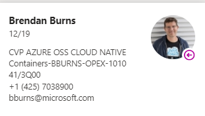 Brendan Burns
12/19
CVP AZURE OSS CLOUD NATIVE
Containers-BBURNS-OPEX-1010
41/3Q00
+1 (425) 7038900
bburns@microsoft.com